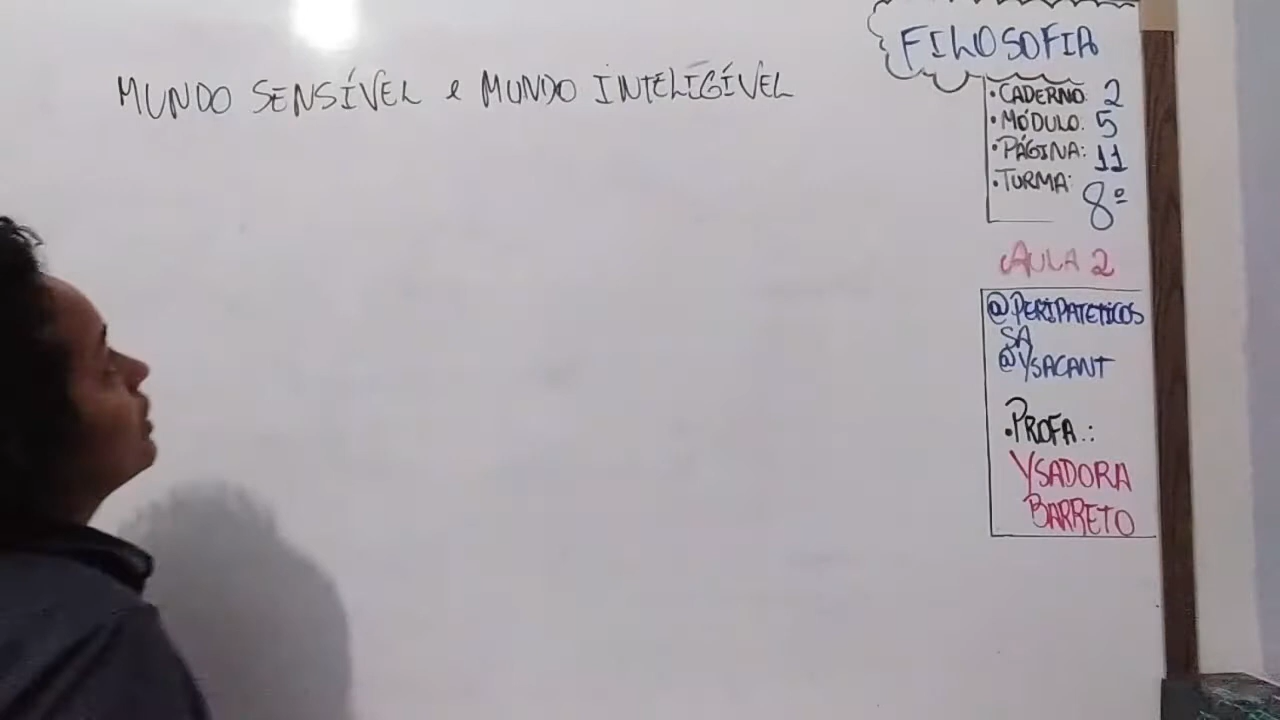 MUNDO SENSÍVEL e MUNDO INTELIGÍVEL
FILOSOFIA
• CADERNO: 2
• MÓDULO: 5
• PÁGINA: 11
• TURMA: 8º
AULA 2
@PERIPATETICOS
SA
@YSACANT
• PROFA.:
YSADORA
BARRETO